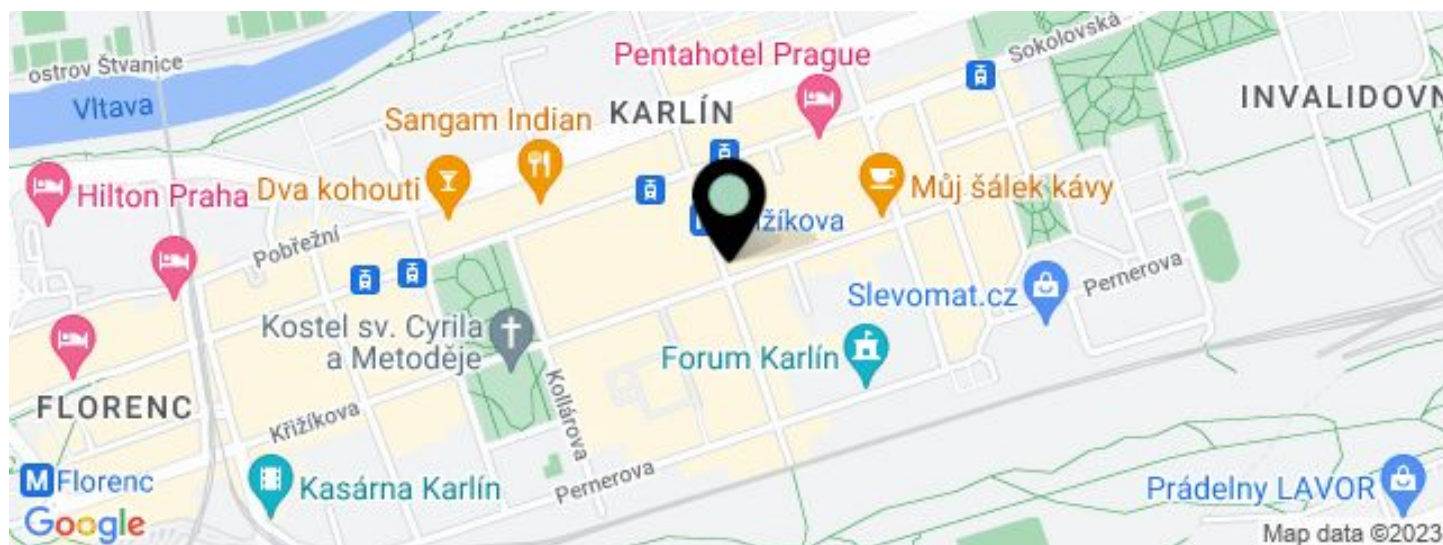 ostrov Štvanice
Vltava
Pentahotel Prague
Sokolovská
KARLÍN
INVALIDOVN
Sangam Indian
Dva kohouti
Hilton Praha
Můj šálek kávy
žíkova
Pobřežní
Slevomat.cz
Pernerova
Kostel sv. Cyrila
a Metoděje
Forum Karlín
FLORENC
Křižíkova
Kollárova
M Florenc
Kasárna Karlín
Pernerova
Prádelny LAVOR
Google
Map data ©2023